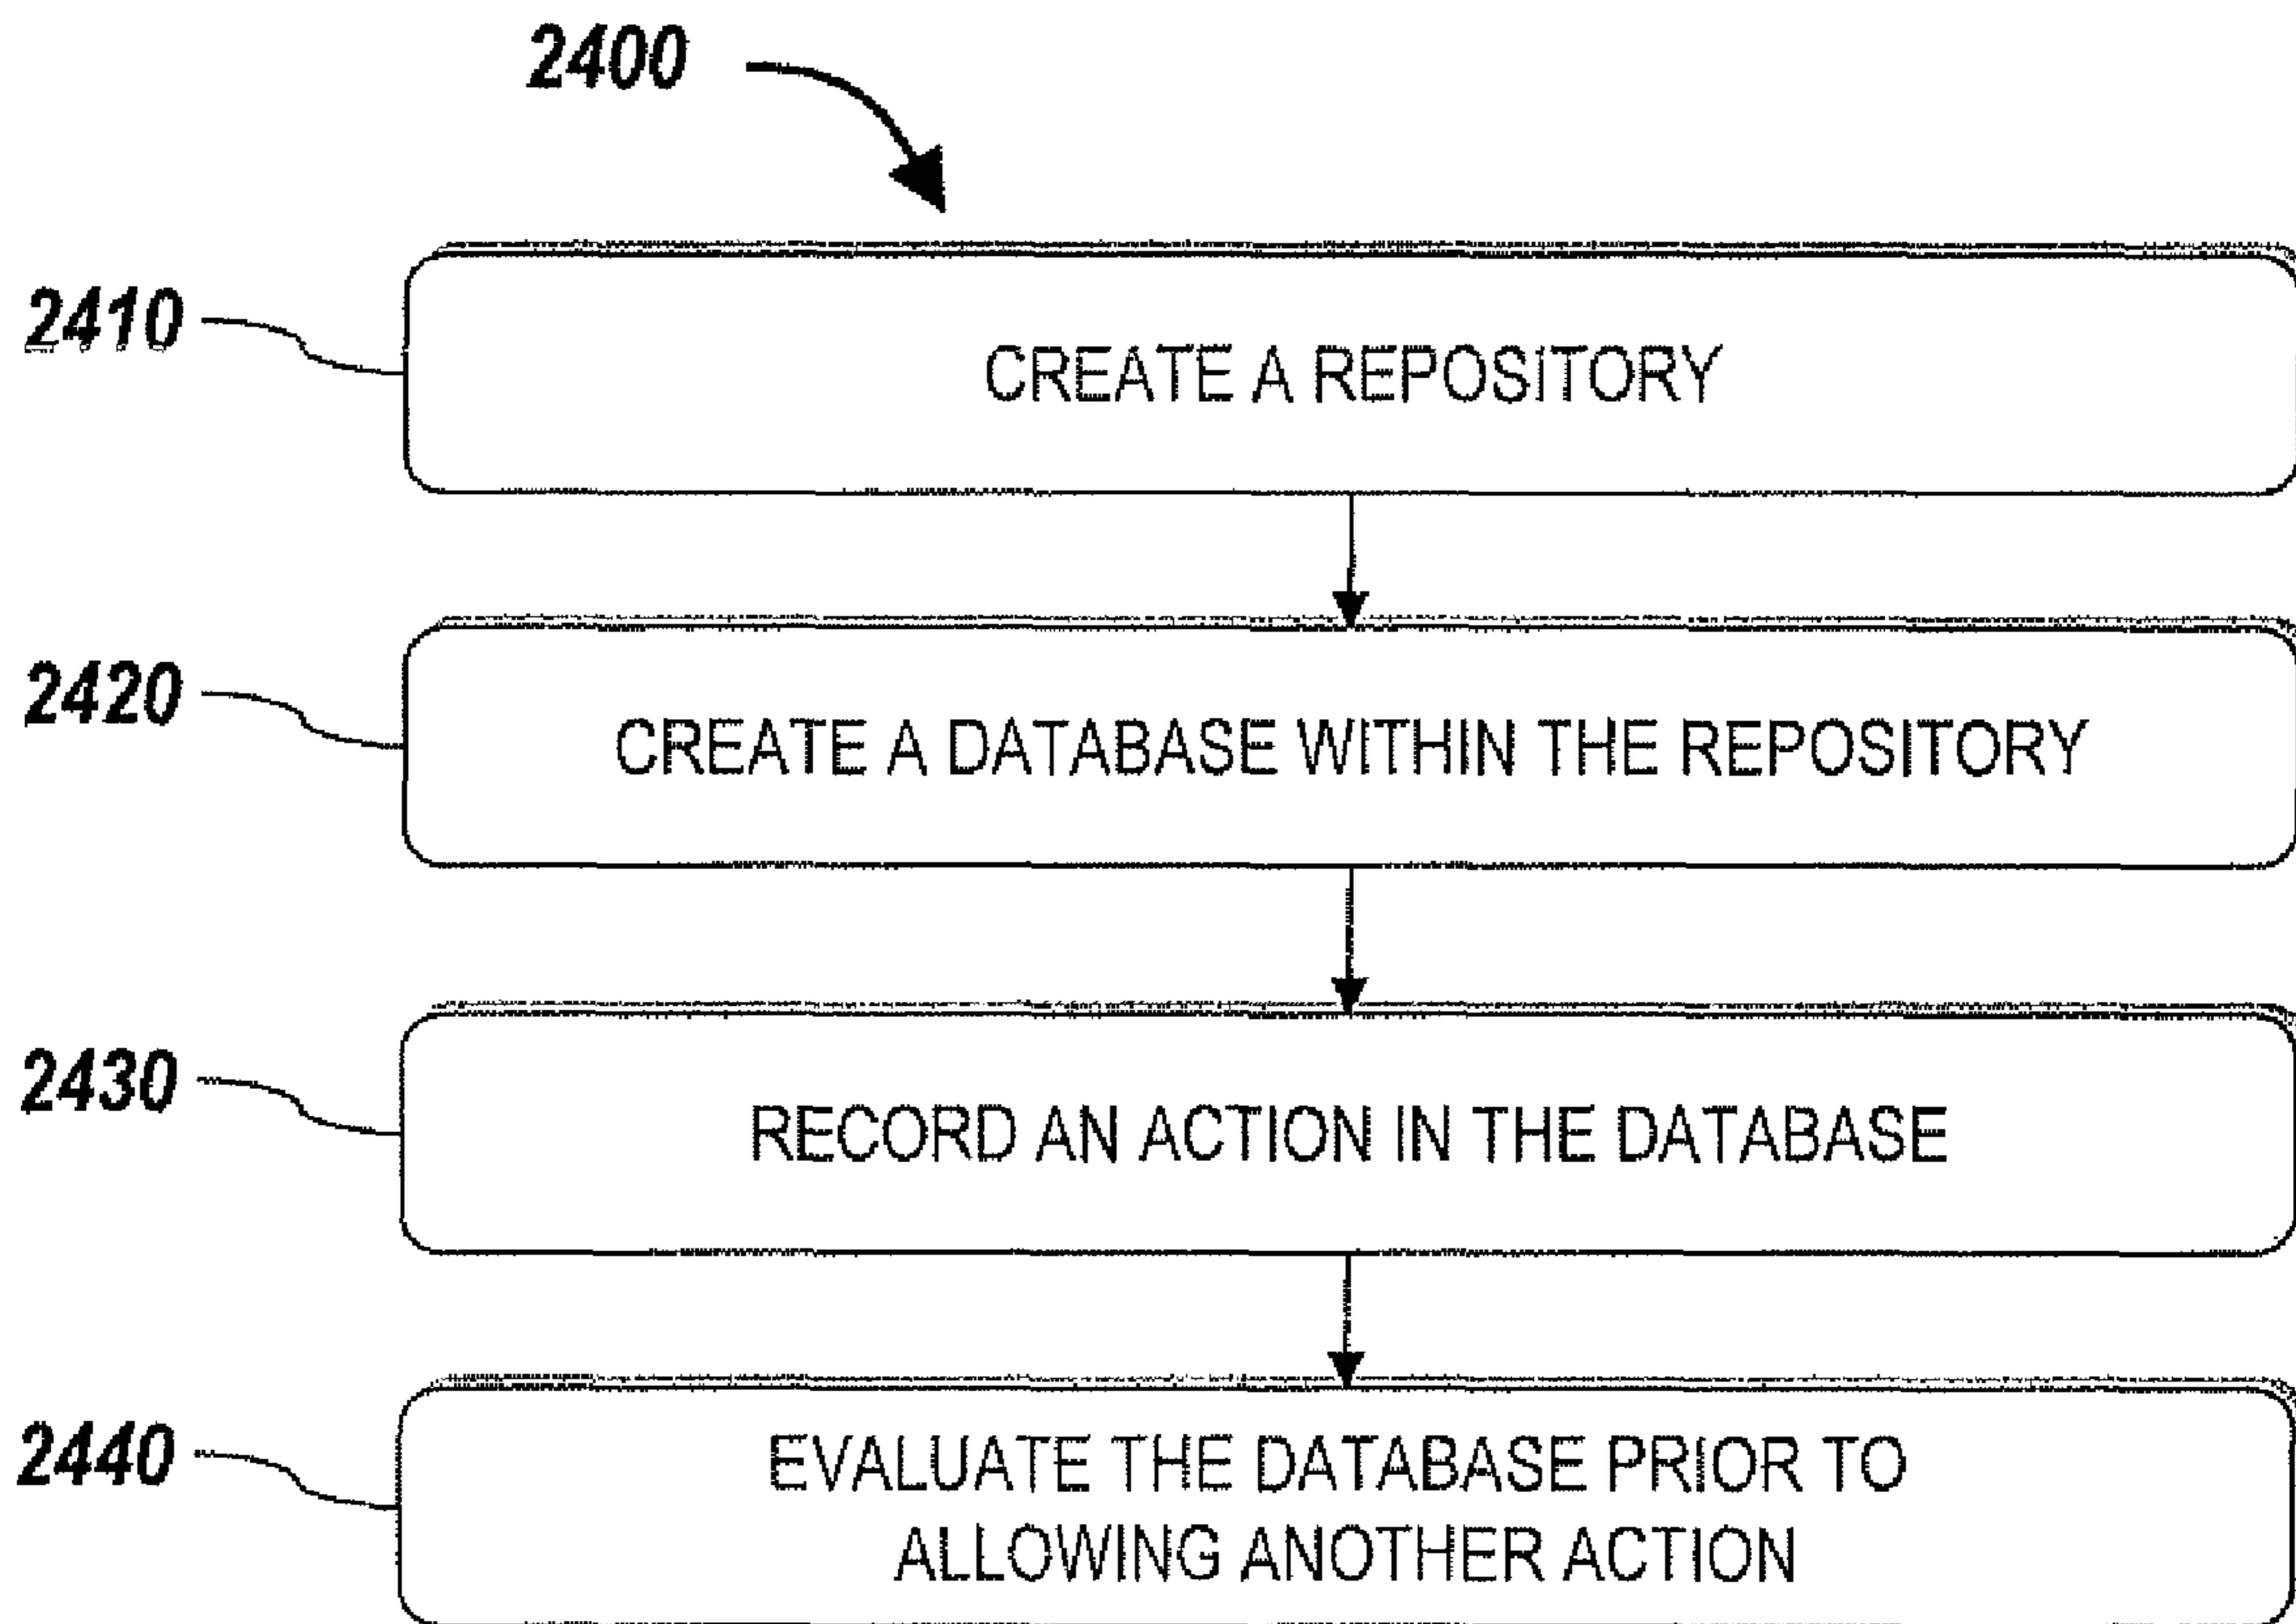 2400
2410
CREATE A REPOSITORY
2420
CREATE A DATABASE WITHIN THE REPOSITORY
2430
RECORD AN ACTION IN THE DATABASE
2440
EVALUATE THE DATABASE PRIOR TO
ALLOWING ANOTHER ACTION